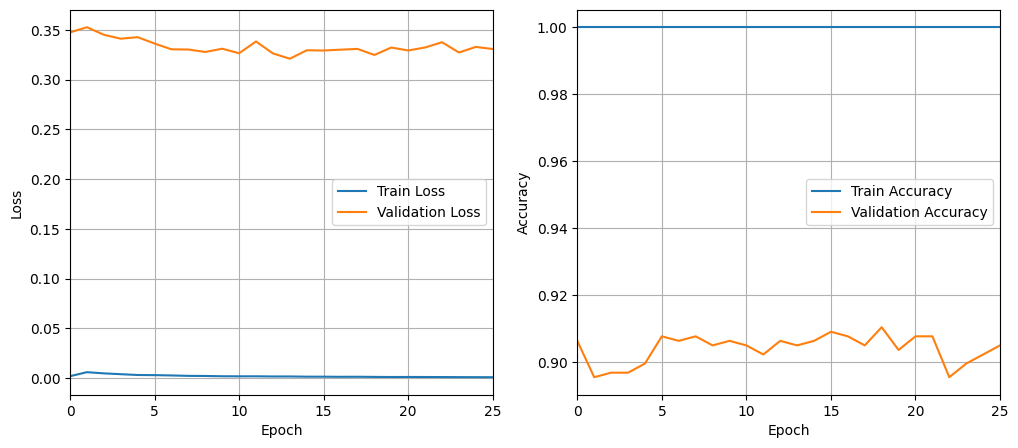 0.35
0.30
0.25
0.20
0.15
0.10
0.05
0.00
Loss
Train Loss
Validation Loss
0 5 10 15 20 25
Epoch
1.00
0.98
0.96
0.94
0.92
0.90
Accuracy
Train Accuracy
Validation Accuracy
0 5 10 15 20 25
Epoch